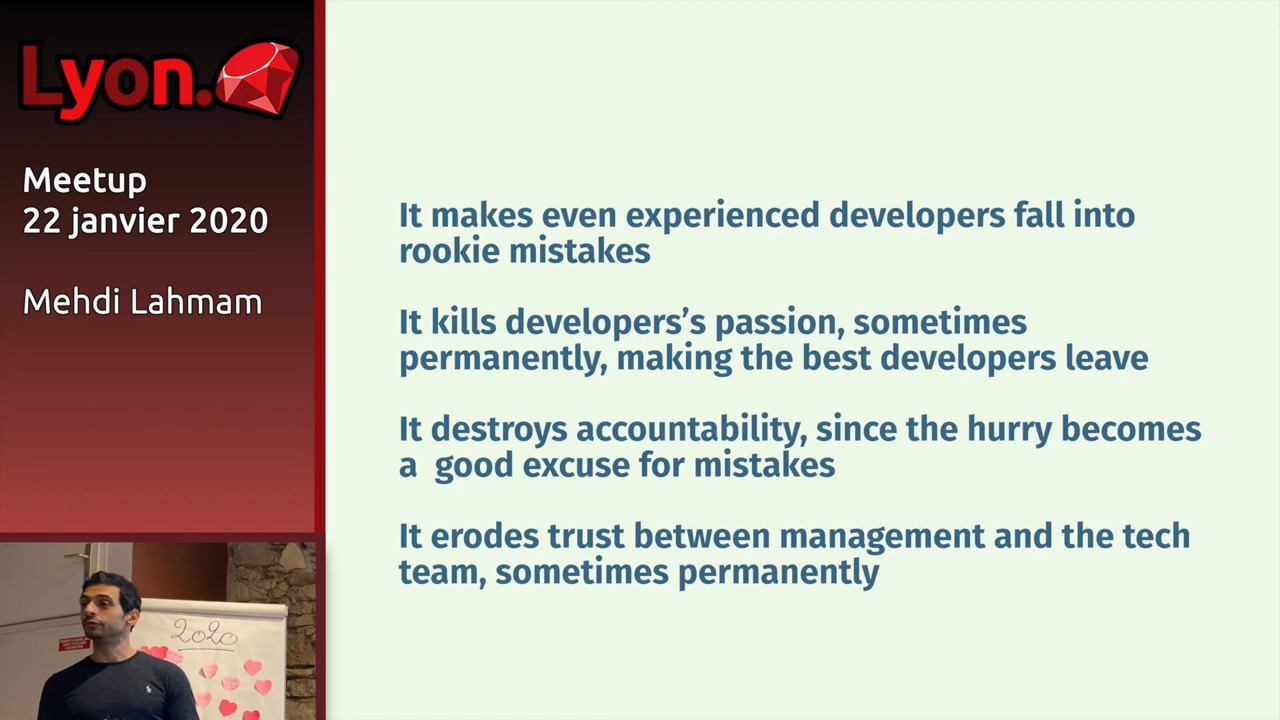 Lyon.
Meetup
22 janvier 2020
Mehdi Lahmam
It makes even experienced developers fall into
rookie mistakes
It kills developers’s passion, sometimes
permanently, making the best developers leave
It destroys accountability, since the hurry becomes
a  good excuse for mistakes
It erodes trust between management and the tech
team, sometimes permanently
2020